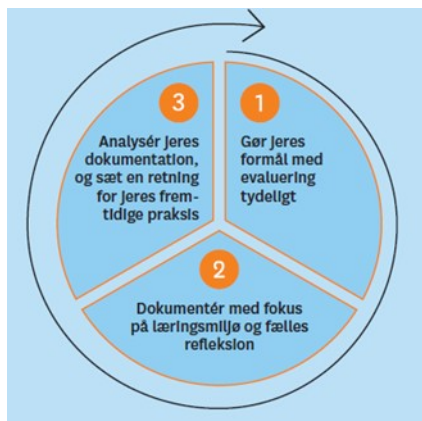 1
Gør jeres
formål med
evaluering
tydeligt
2
Dokumentér med fokus
på læringsmiljø og fælles
refleksion
3
Analysér jeres
dokumentation,
og sæt en retning
for jeres frem-
tidige praksis